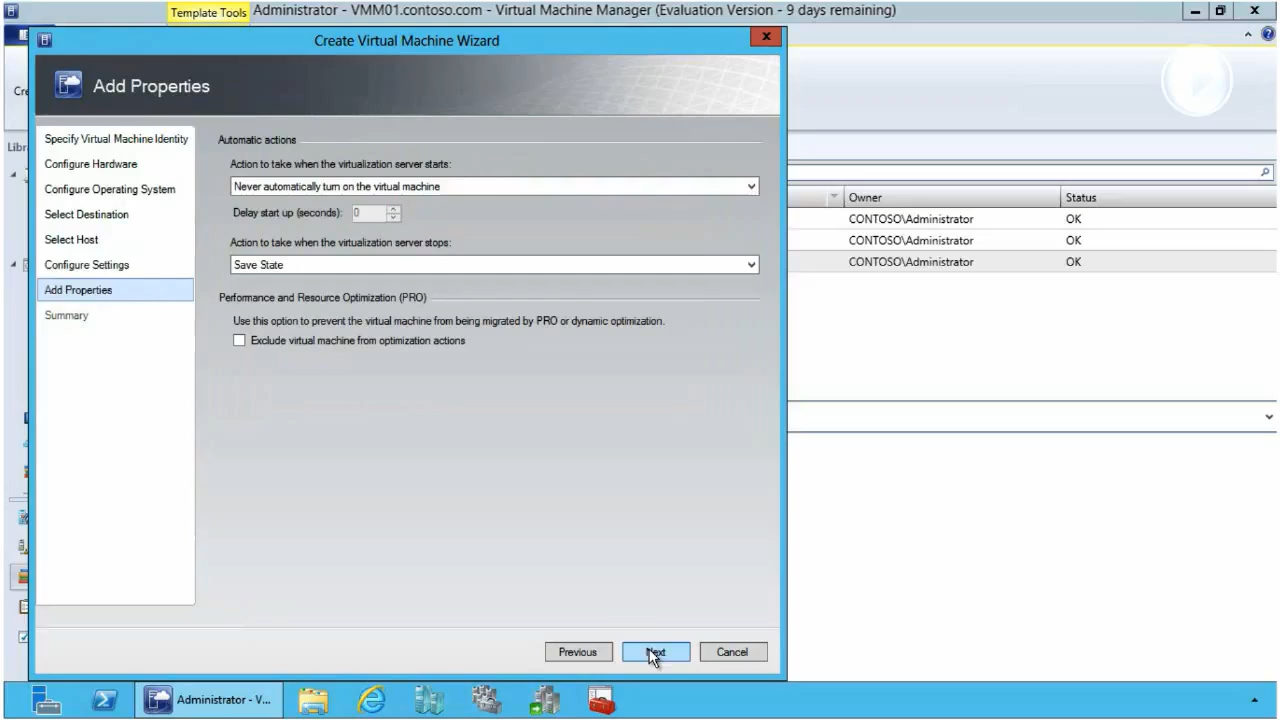 Template Tools
Administrator - VMM01.contoso.com - Virtual Machine Manager (Evaluation Version - 9 days remaining)
Create Virtual Machine Wizard
Add Properties
Specify Virtual Machine Identity
Configure Hardware
Configure Operating System
Select Destination
Select Host
Configure Settings
Add Properties
Summary
Automatic actions
Action to take when the virtualization server starts:
Never automatically turn on the virtual machine
Delay start up (seconds): 0
Action to take when the virtualization server stops:
Save State
Performance and Resource Optimization (PRO)
Use this option to prevent the virtual machine from being migrated by PRO or dynamic optimization.
Exclude virtual machine from optimization actions
Previous
Next
Cancel
Cre
Libr
Owner Status
CONTOSO\Administrator OK
CONTOSO\Administrator OK
CONTOSO\Administrator OK
Administrator - V...